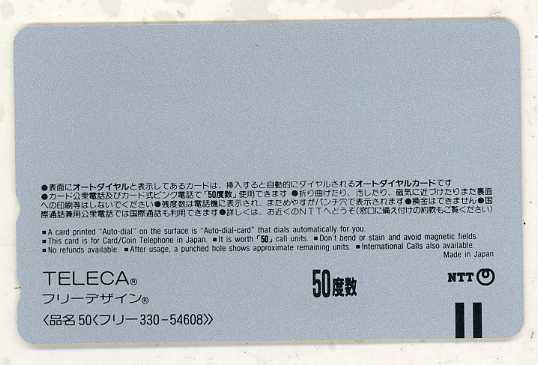 ●表面にオートダイヤルと表示してあるカードは、挿入すると自動的にダイヤルされるオートダイヤルカードです
●カード公衆電話及びカード式ピンク電話で「50度数」使用できます ●折り曲げたり、汚したり、磁気に近づけたりまた裏面
への印刷等はしないでください ●残度数は電話機に表示され、まためやすがパンチ穴で表示されます ●換金はできません ●国
際通話兼用公衆電話では国際通話も利用できます ●詳しくは、お近くのNTTへどうぞ(窓口に備え付けの約款もご覧ください)
■A card printed "Auto-dial" on the surface is "Auto-dial-card" that dials automatically for you.
■This card is for Card/Coin Telephone in Japan. ■It is worth「50」call units. ■Don't bend or stain and avoid magnetic fields.
■No refunds available. ■After usage, a punched hole shows approximate remaining units. ■International Calls also available.
Made in Japan
TELECA®
フリーデザイン®
50度数
NTT
〈品名 50〈フリー330-54608〉〉